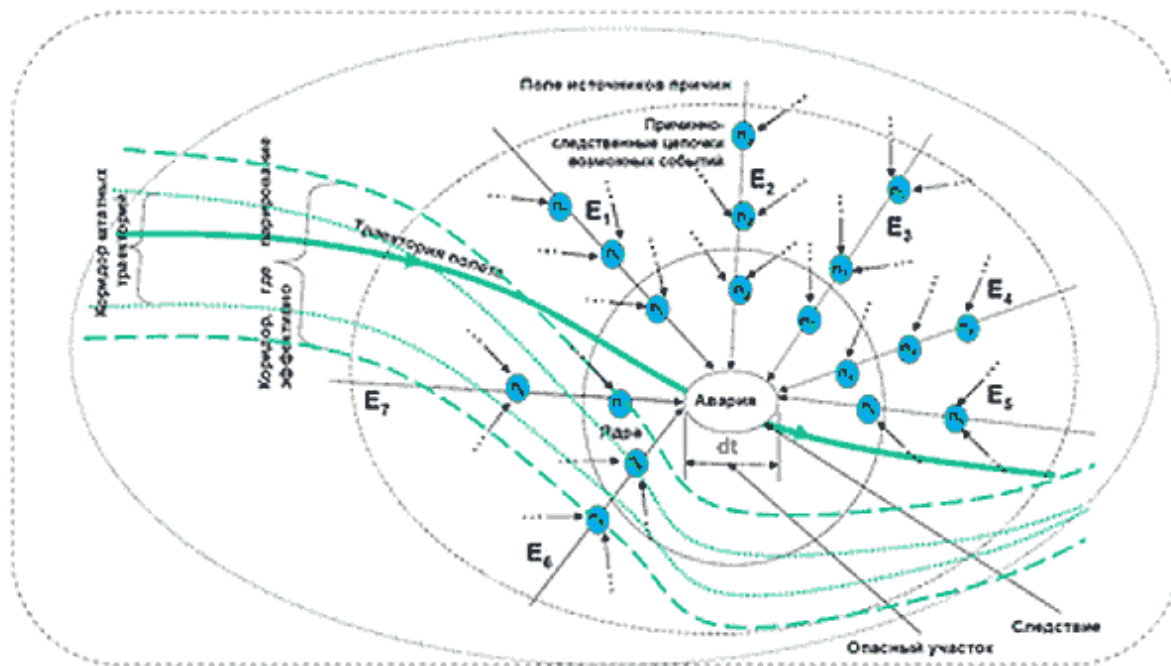 Поле источников причин
Причинно-
следственные цепочки
возможных событий
E1
E2
E3
E4
E5
E6
E7
Коридор штатных
траекторий
Коридор, где парирование
эффективно
Траектория полета
Авария
Ядра
dt
Следствие
Опасный участок